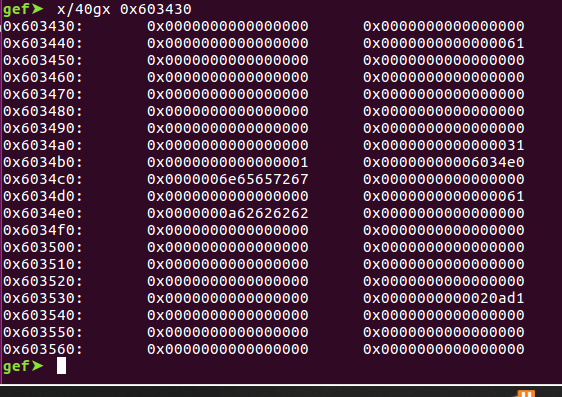 gef➤  x/40gx 0x603430
0x603430:	0x0000000000000000	0x0000000000000000
0x603440:	0x0000000000000000	0x0000000000000061
0x603450:	0x0000000000000000	0x0000000000000000
0x603460:	0x0000000000000000	0x0000000000000000
0x603470:	0x0000000000000000	0x0000000000000000
0x603480:	0x0000000000000000	0x0000000000000000
0x603490:	0x0000000000000000	0x0000000000000000
0x6034a0:	0x0000000000000000	0x0000000000000031
0x6034b0:	0x0000000000000001	0x00000000006034e0
0x6034c0:	0x0000006e65657267	0x0000000000000000
0x6034d0:	0x0000000000000000	0x0000000000000061
0x6034e0:	0x0000000a62626262	0x0000000000000000
0x6034f0:	0x0000000000000000	0x0000000000000000
0x603500:	0x0000000000000000	0x0000000000000000
0x603510:	0x0000000000000000	0x0000000000000000
0x603520:	0x0000000000000000	0x0000000000000000
0x603530:	0x0000000000000000	0x0000000000020ad1
0x603540:	0x0000000000000000	0x0000000000000000
0x603550:	0x0000000000000000	0x0000000000000000
0x603560:	0x0000000000000000	0x0000000000000000
gef➤